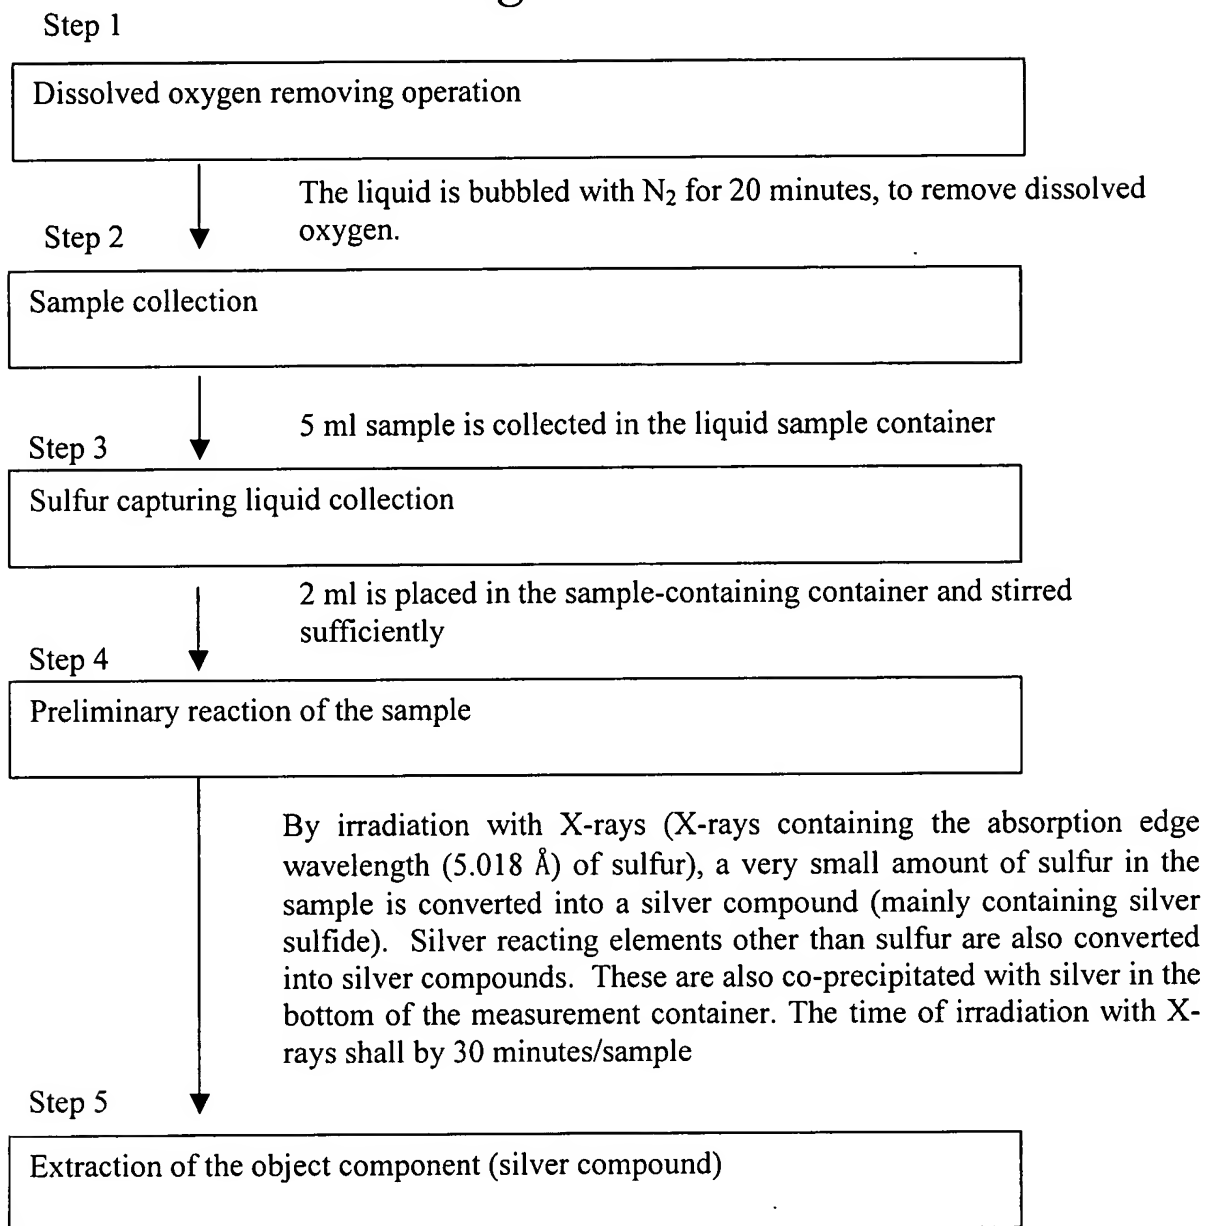 Step 1
Dissolved oxygen removing operation
The liquid is bubbled with N₂ for 20 minutes, to remove dissolved
oxygen.
Step 2
Sample collection
5 ml sample is collected in the liquid sample container
Step 3
Sulfur capturing liquid collection
2 ml is placed in the sample-containing container and stirred
sufficiently
Step 4
Preliminary reaction of the sample
By irradiation with X-rays (X-rays containing the absorption edge
wavelength (5.018 Å) of sulfur), a very small amount of sulfur in the
sample is converted into a silver compound (mainly containing silver
sulfide). Silver reacting elements other than sulfur are also converted
into silver compounds. These are also co-precipitated with silver in the
bottom of the measurement container. The time of irradiation with X-
rays shall by 30 minutes/sample
Step 5
Extraction of the object component (silver compound)